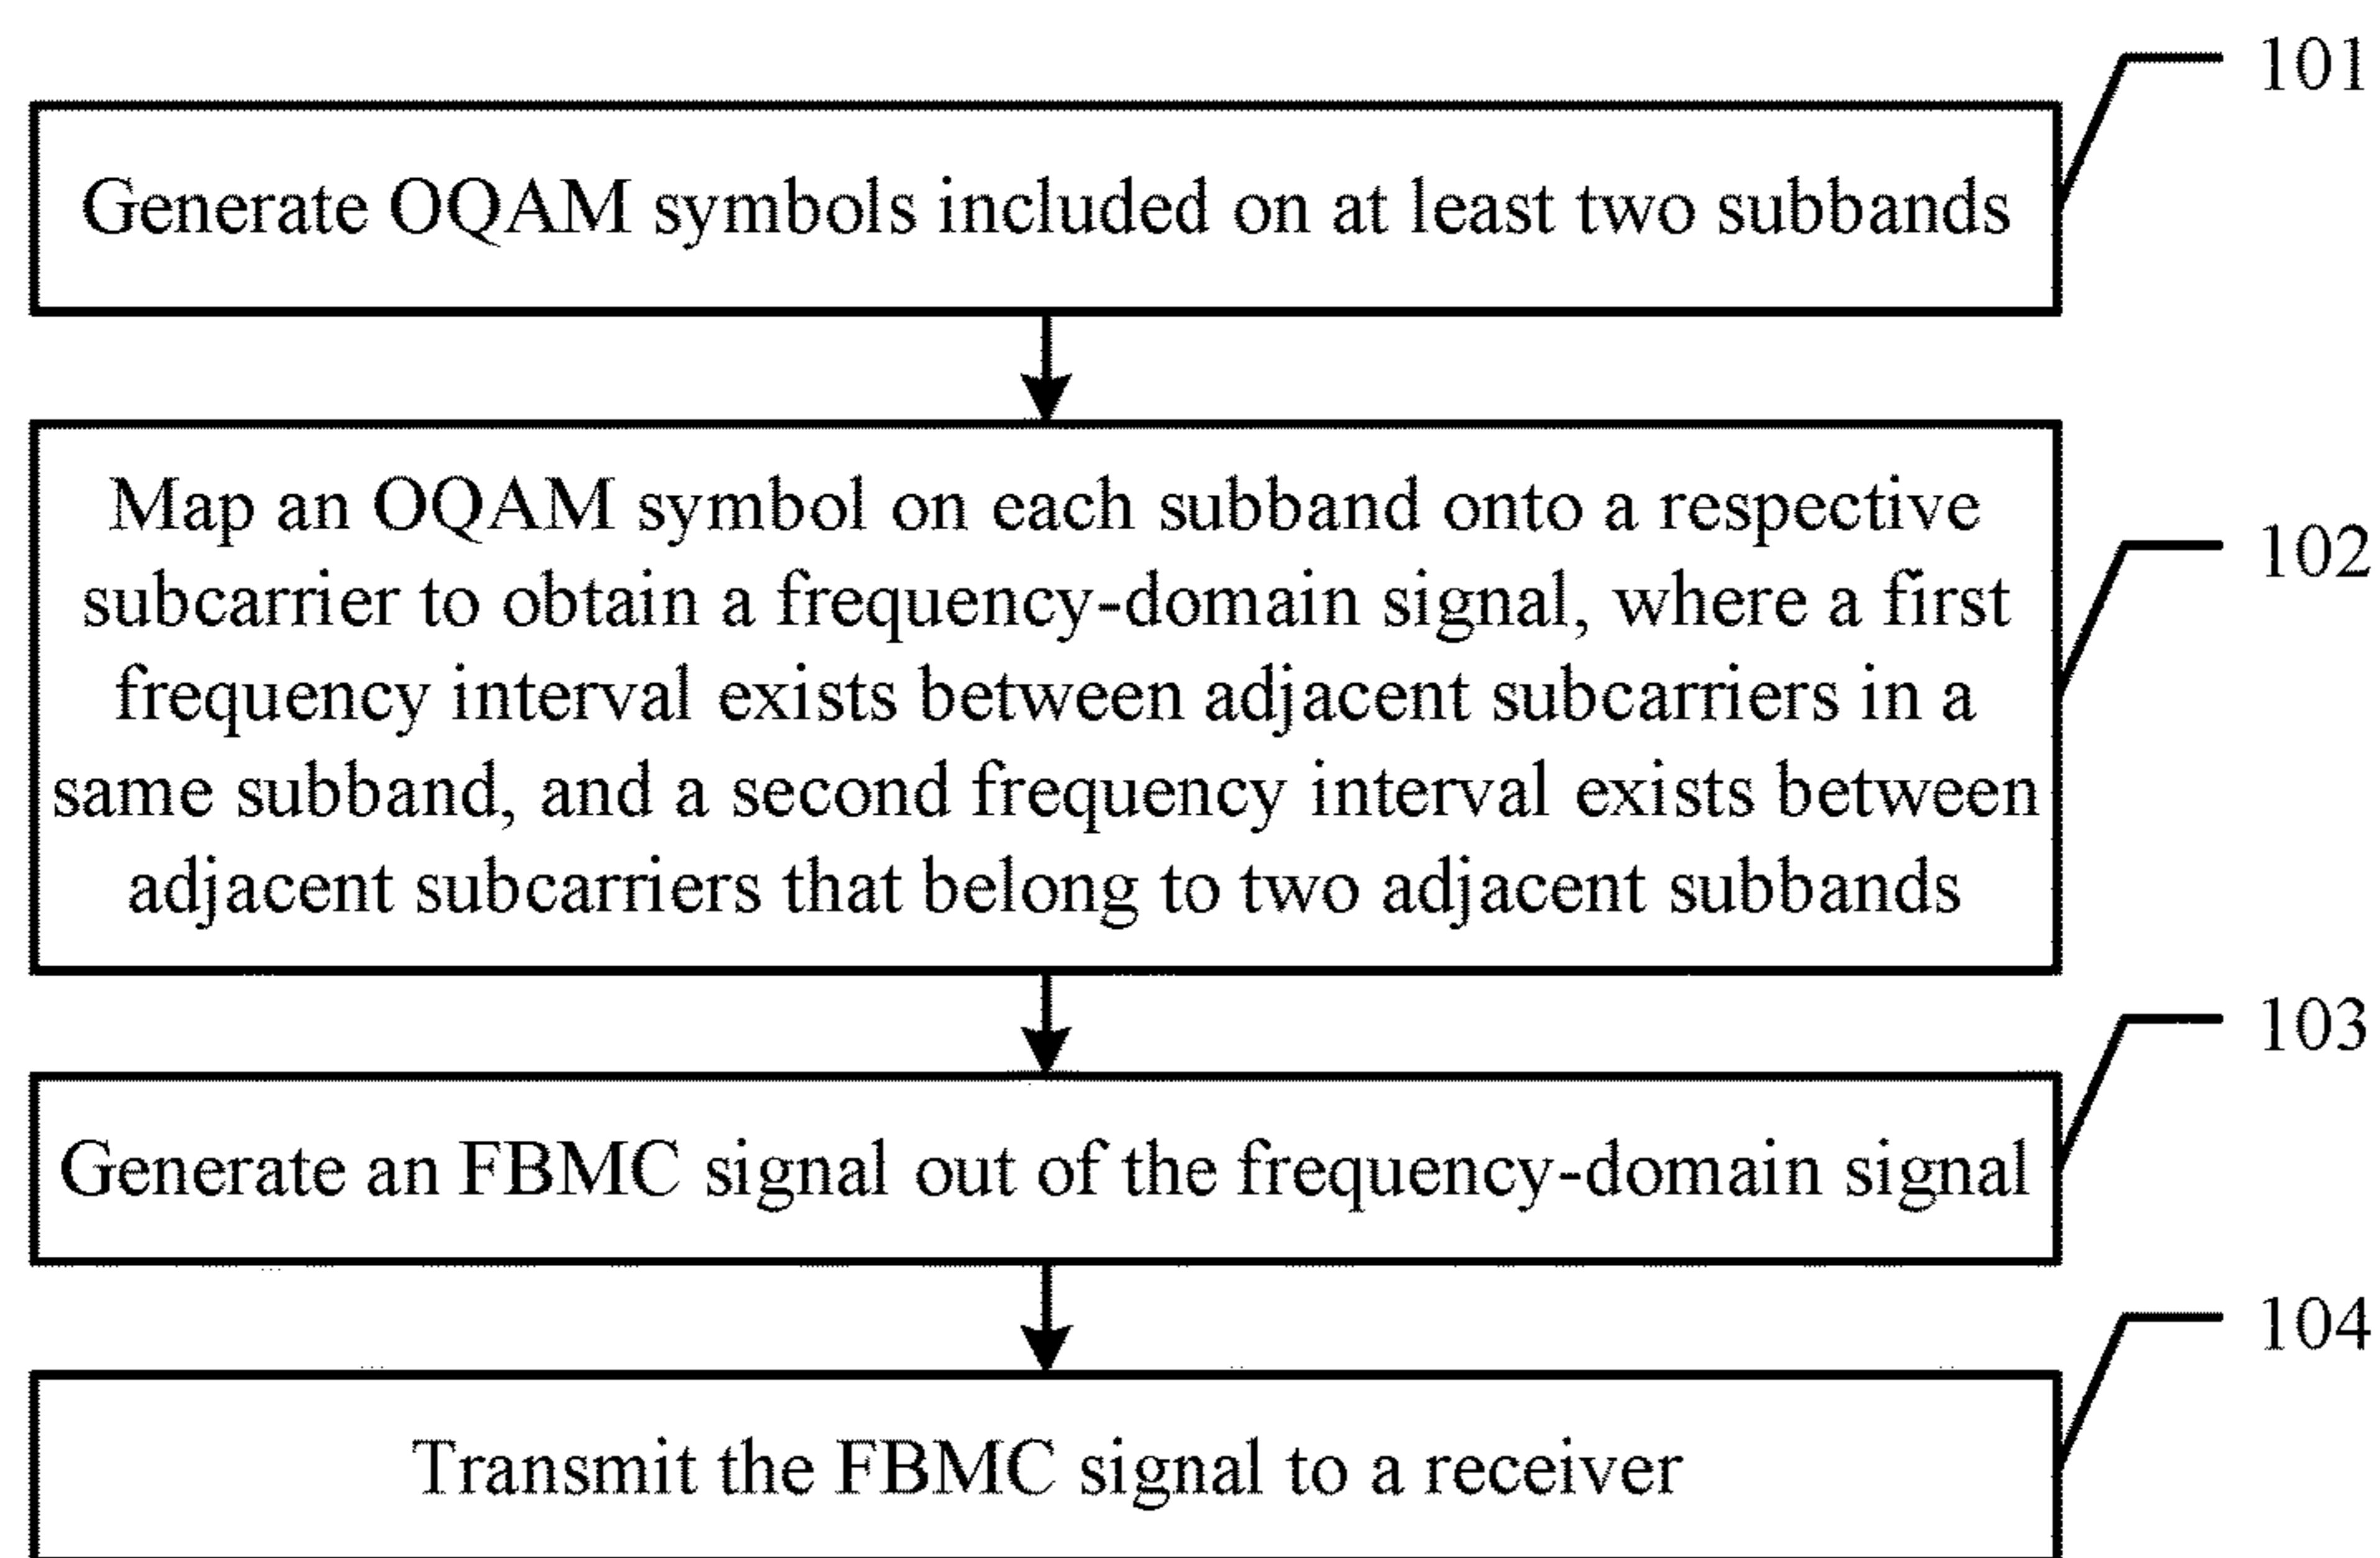 101
Generate OQAM symbols included on at least two subbands
Map an OQAM symbol on each subband onto a respective
subcarrier to obtain a frequency-domain signal, where a first
frequency interval exists between adjacent subcarriers in a
same subband, and a second frequency interval exists between
adjacent subcarriers that belong to two adjacent subbands
102
103
Generate an FBMC signal out of the frequency-domain signal
104
Transmit the FBMC signal to a receiver